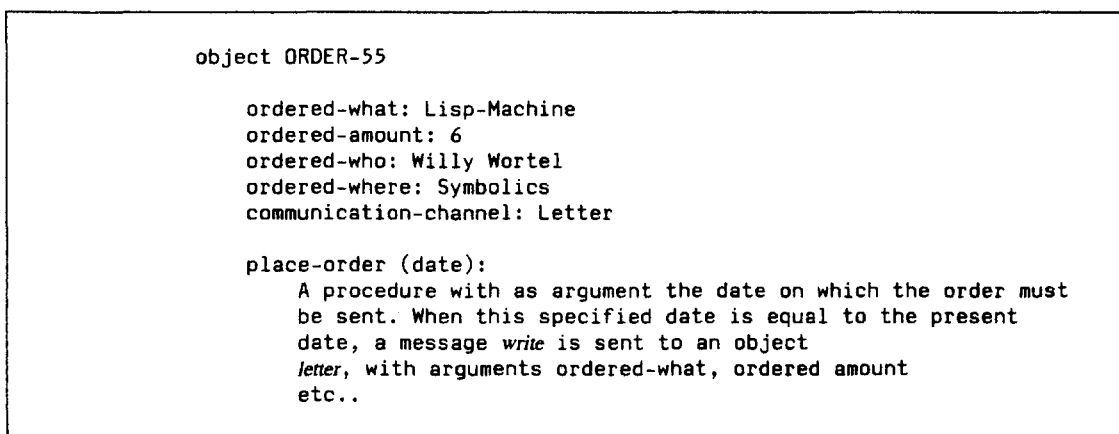 object ORDER-55
ordered-what: Lisp-Machine
ordered-amount: 6
ordered-who: Willy Wortel
ordered-where: Symbolics
communication-channel: Letter
place-order (date):
A procedure with as argument the date on which the order must
be sent. When this specified date is equal to the present
date, a message write is sent to an object
letter, with arguments ordered-what, ordered amount
etc..